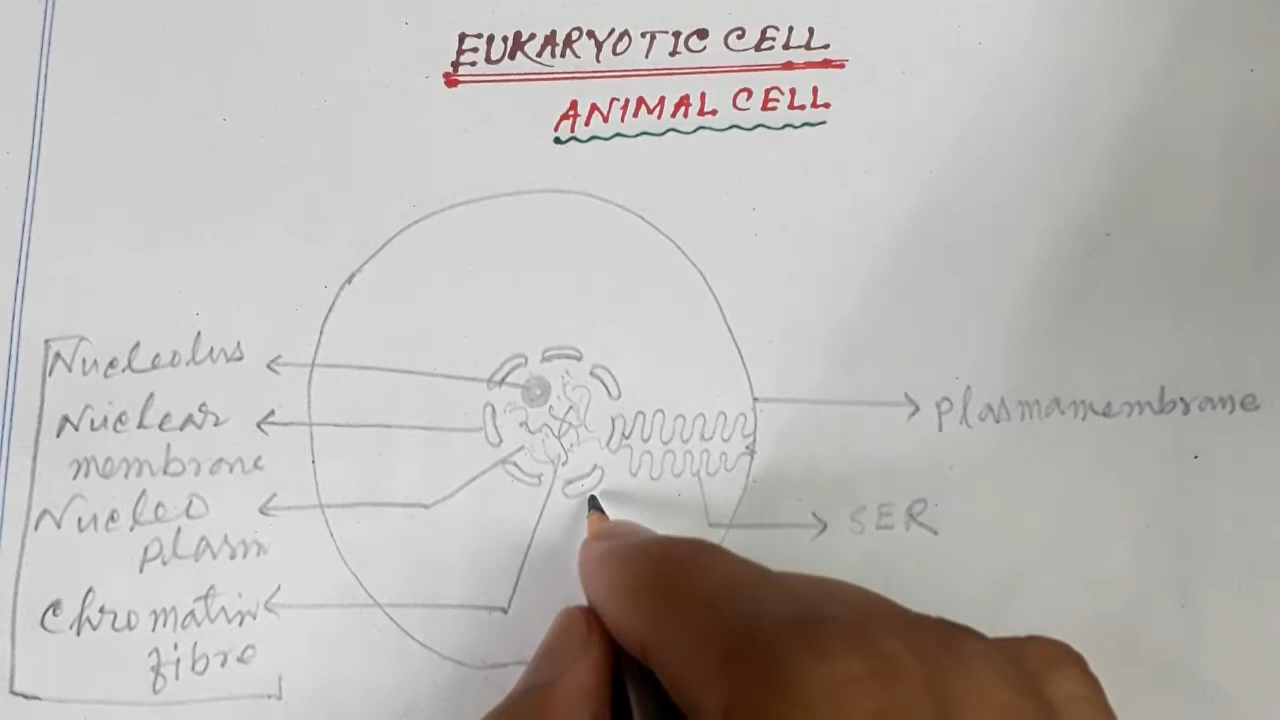 EUKARYOTIC CELL
ANIMAL CELL
Nucleolus
Nuclear
membrane
Nucleo
plasm
Chromatin
fibre
plasmamembrane
SER